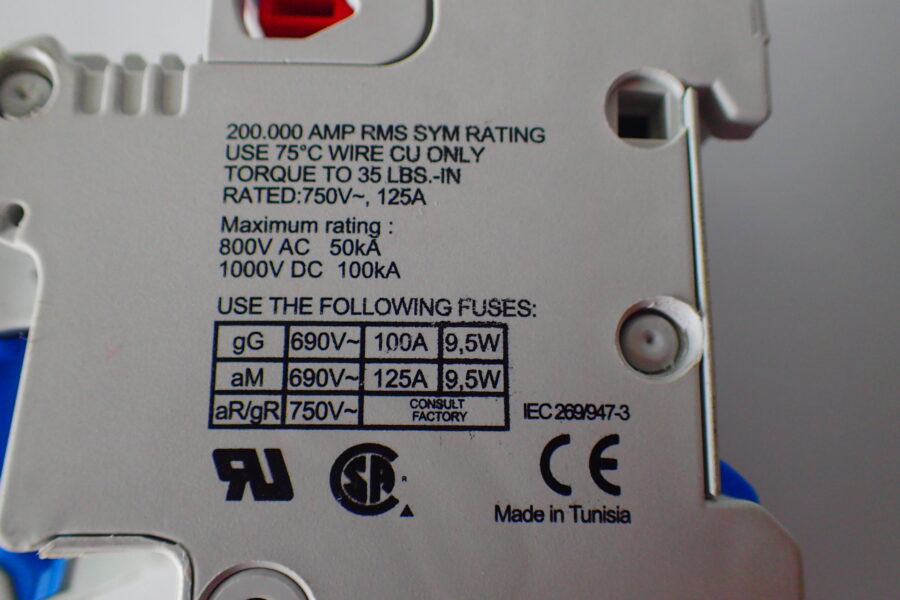 200.000 AMP RMS SYM RATING
USE 75°C WIRE CU ONLY
TORQUE TO 35 LBS.-IN
RATED:750V~, 125A
Maximum rating :
800V AC 50kA
1000V DC 100kA
USE THE FOLLOWING FUSES:
gG 690V~ 100A 9,5W
aM 690V~ 125A 9,5W
aR/gR 750V~ CONSULT FACTORY
IEC 269/947-3
RU SA ® CE
Made in Tunisia